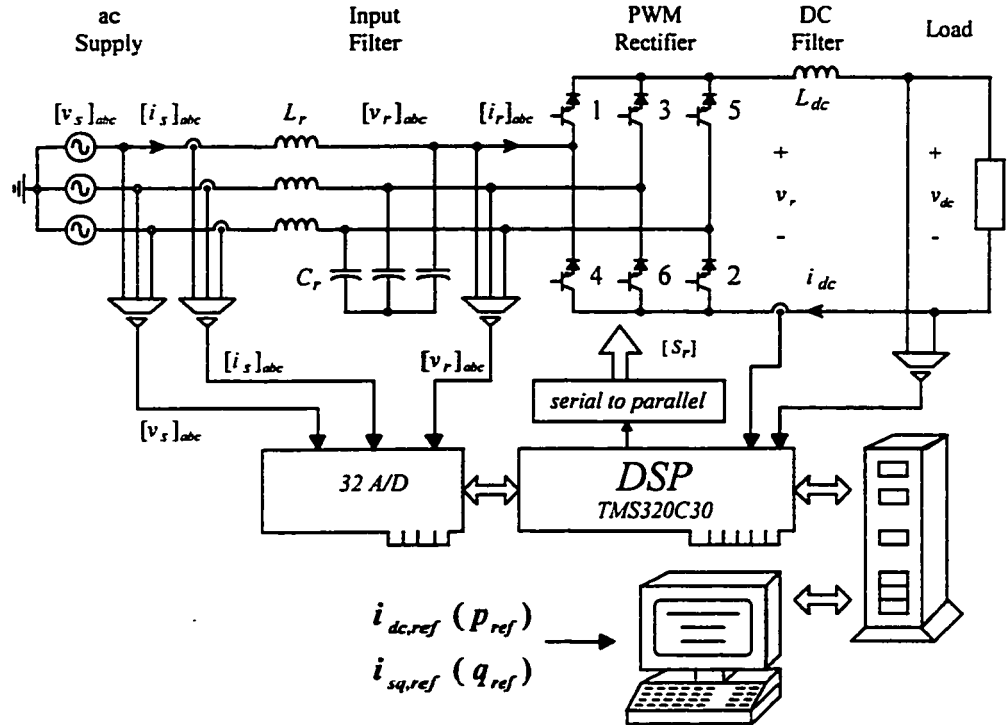 ac Supply
Input Filter
PWM Rectifier
DC Filter
Load
[v_s]_abc
[i_s]_abc
L_r
[v_r]_abc
[i_r]_abc
1
3
5
L_dc
+
v_r
-
+
v_dc
-
C_r
4
6
2
i_dc
[s_r]
[i_s]_abc
[v_r]_abc
serial to parallel
[v_s]_abc
32 A/D
DSP
TMS320C30
i_dc,ref (p_ref)
i_sq,ref (q_ref)